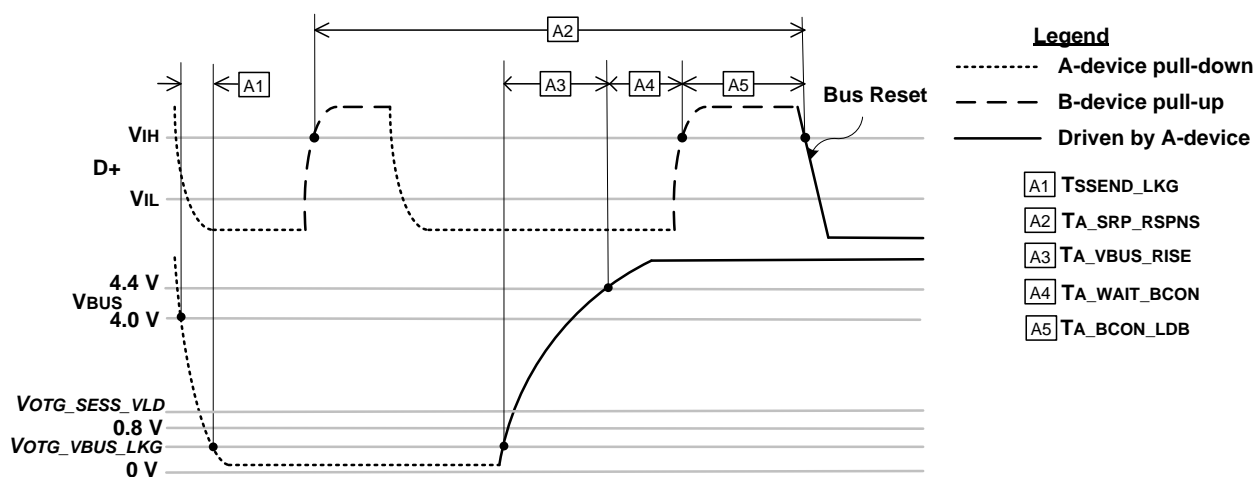 A2
Legend
A-device pull-down
B-device pull-up
Driven by A-device
A1
A3
A4
A5
Bus Reset
VIH
D+
VIL
A1 TSSEND_LKG
A2 TA_SRP_RSPNS
A3 TA_VBUS_RISE
A4 TA_WAIT_BCON
A5 TA_BCON_LDB
4.4 V
VBUS
4.0 V
VOTG_SESS_VLD
0.8 V
VOTG_VBUS_LKG
0 V